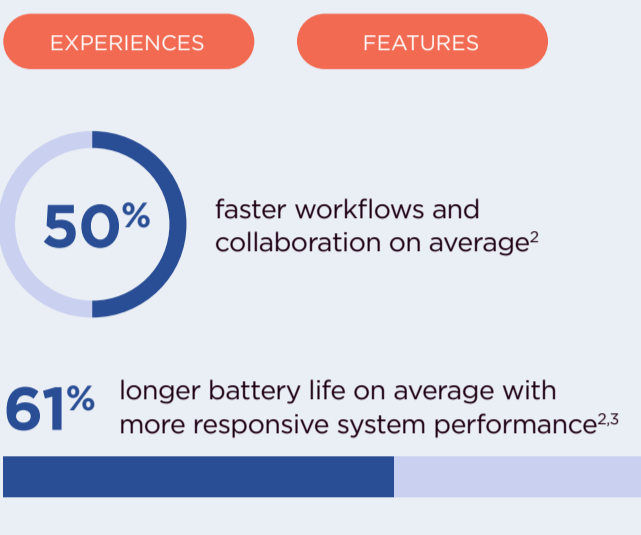 EXPERIENCES
FEATURES
50%
faster workflows and
collaboration on average2
61%
longer battery life on average with
more responsive system performance2,3